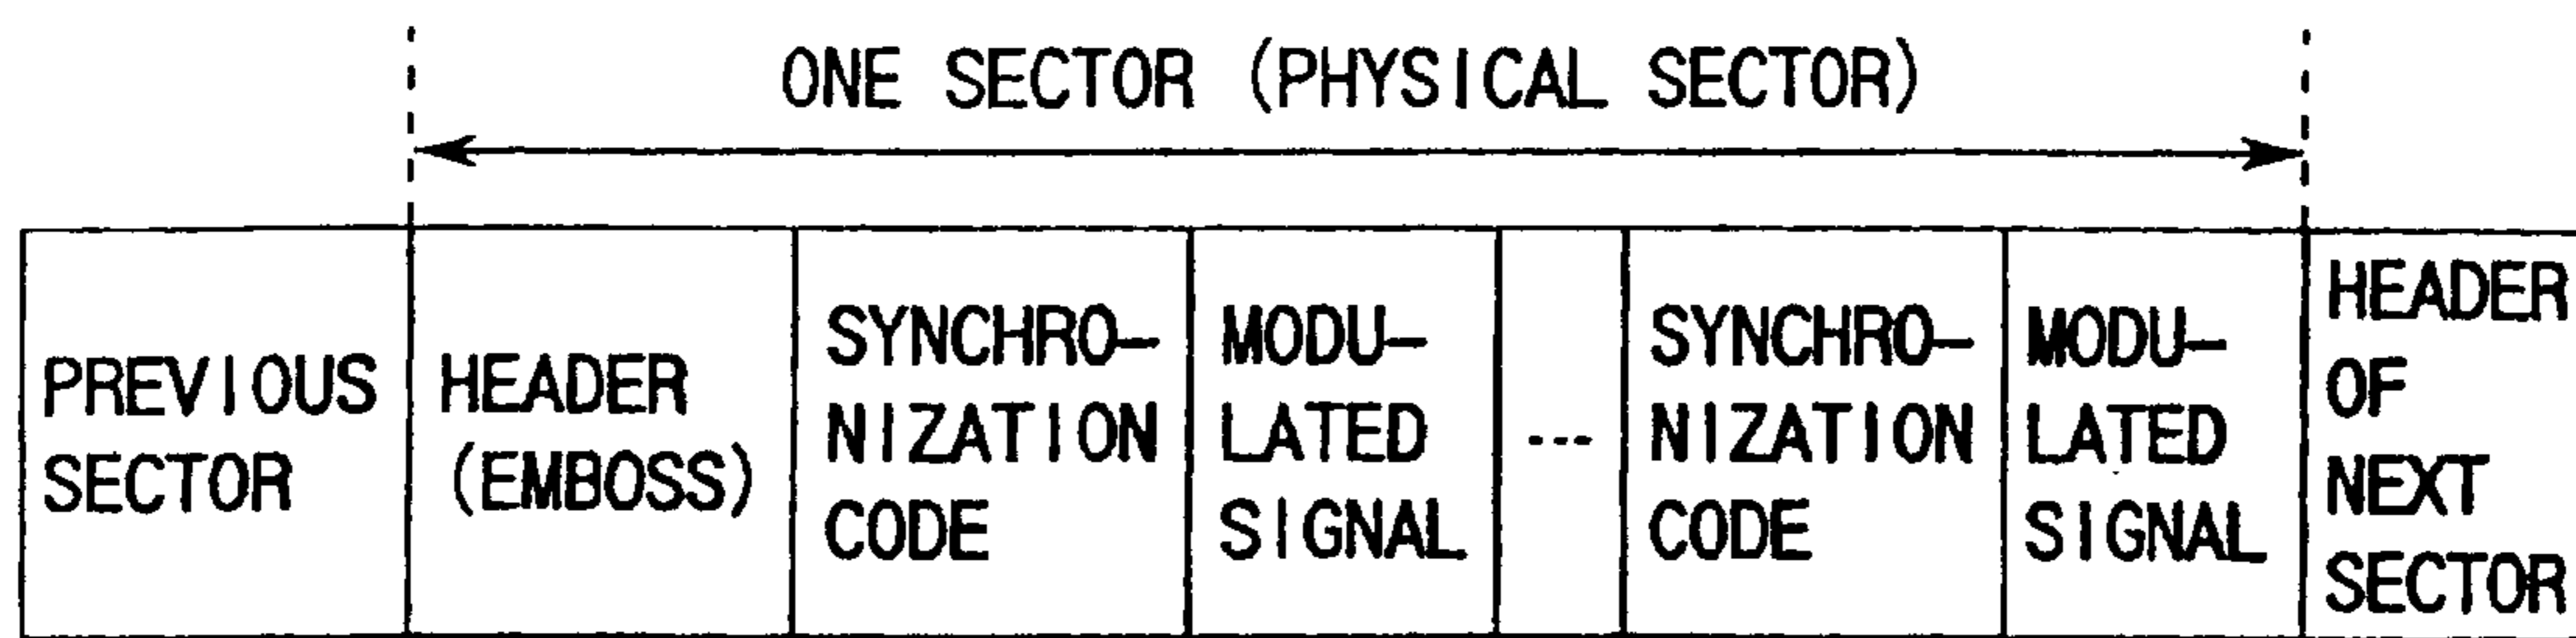 ONE SECTOR (PHYSICAL SECTOR)
PREVIOUS
SECTOR
HEADER
(EMBOSS)
SYNCHRO–
NIZATION
CODE
MODU–
LATED
SIGNAL
---
SYNCHRO–
NIZATION
CODE
MODU–
LATED
SIGNAL
HEADER
OF
NEXT
SECTOR